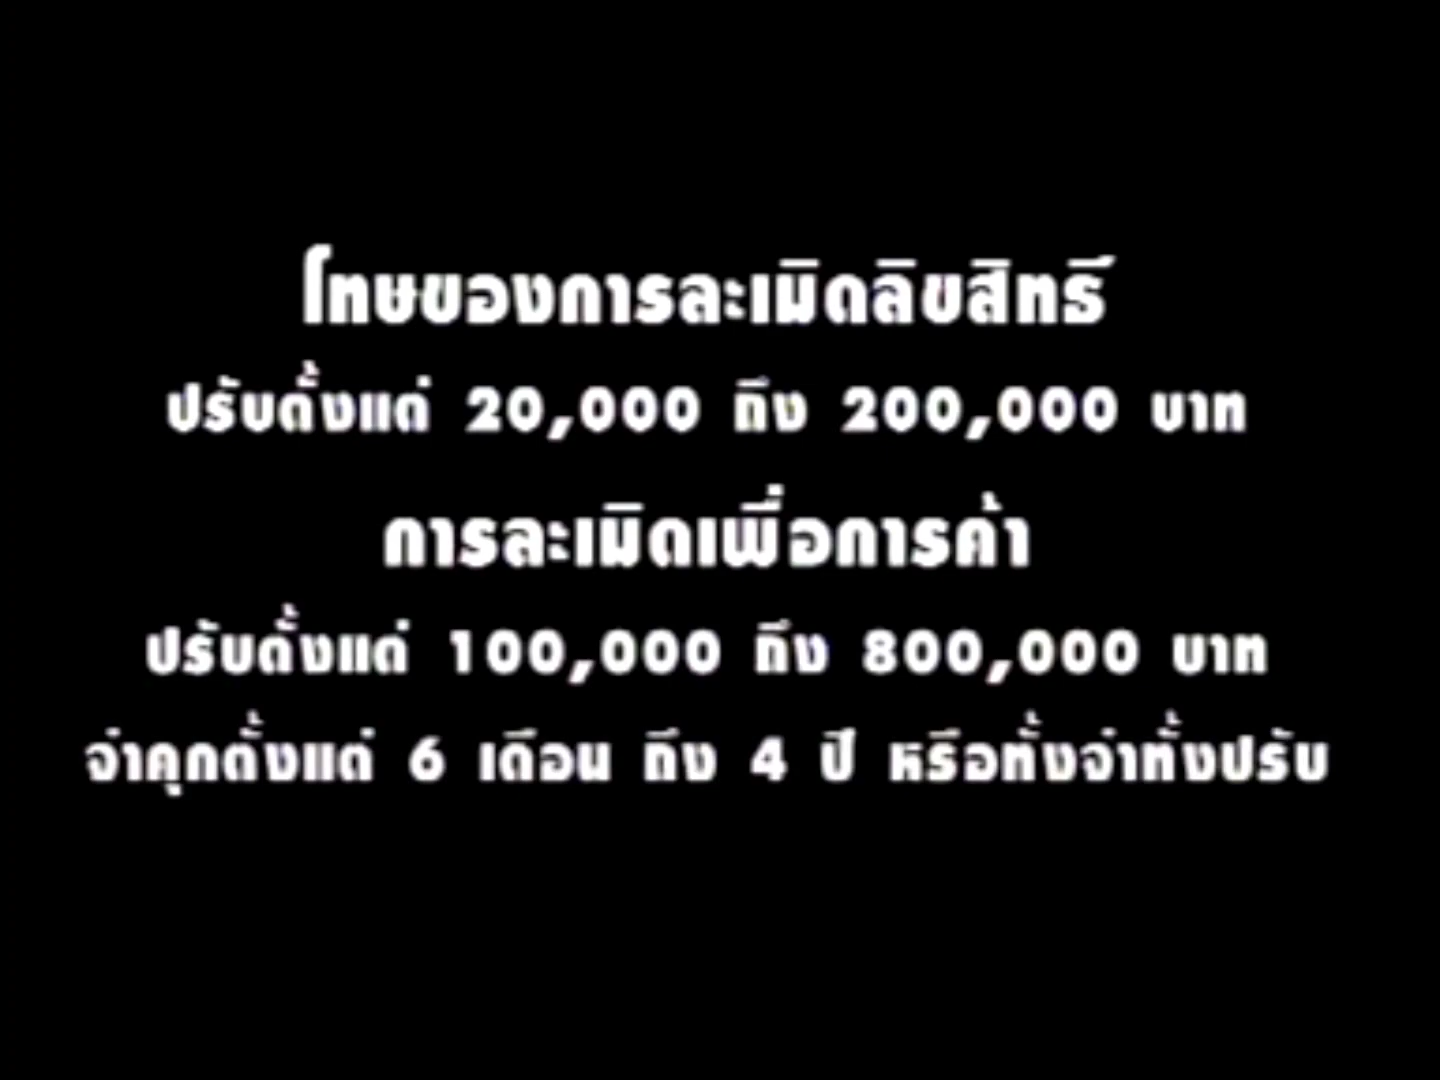 โทษของการละเมิดลิขสิทธิ์
ปรับตั้งแต่ 20,000 ถึง 200,000 บาท
การละเมิดเพื่อการค้า
ปรับตั้งแต่ 100,000 ถึง 800,000 บาท
จำคุกตั้งแต่ 6 เดือน ถึง 4 ปี หรือทั้งจำทั้งปรับ